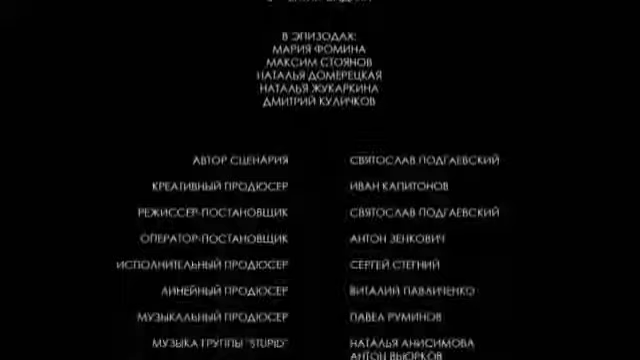 В ЭПИЗОДАХ:
МАРИЯ ФОМИНА
МАКСИМ СТОЯНОВ
НАТАЛЬЯ ДОМЕРЕЦКАЯ
НАТАЛЬЯ ЖУКАРКИНА
ДМИТРИЙ КУЛИЧКОВ
АВТОР СЦЕНАРИЯ СВЯТОСЛАВ ПОДГАЕВСКИЙ
КРЕАТИВНЫЙ ПРОДЮСЕР ИВАН КАПИТОНОВ
РЕЖИССЕР-ПОСТАНОВЩИК СВЯТОСЛАВ ПОДГАЕВСКИЙ
ОПЕРАТОР-ПОСТАНОВЩИК АНТОН ЗЕНКОВИЧ
ИСПОЛНИТЕЛЬНЫЙ ПРОДЮСЕР СЕРГЕЙ СТЕГНИЙ
ЛИНЕЙНЫЙ ПРОДЮСЕР ВИТАЛИЙ ПАВЛИЧЕНКО
МУЗЫКАЛЬНЫЙ ПРОДЮСЕР ПАВЕЛ РУМИНОВ
МУЗЫКА ГРУППЫ "STUPID" НАТАЛЬЯ АНИСИМОВА
АНТОН ВЬЮРКОВ